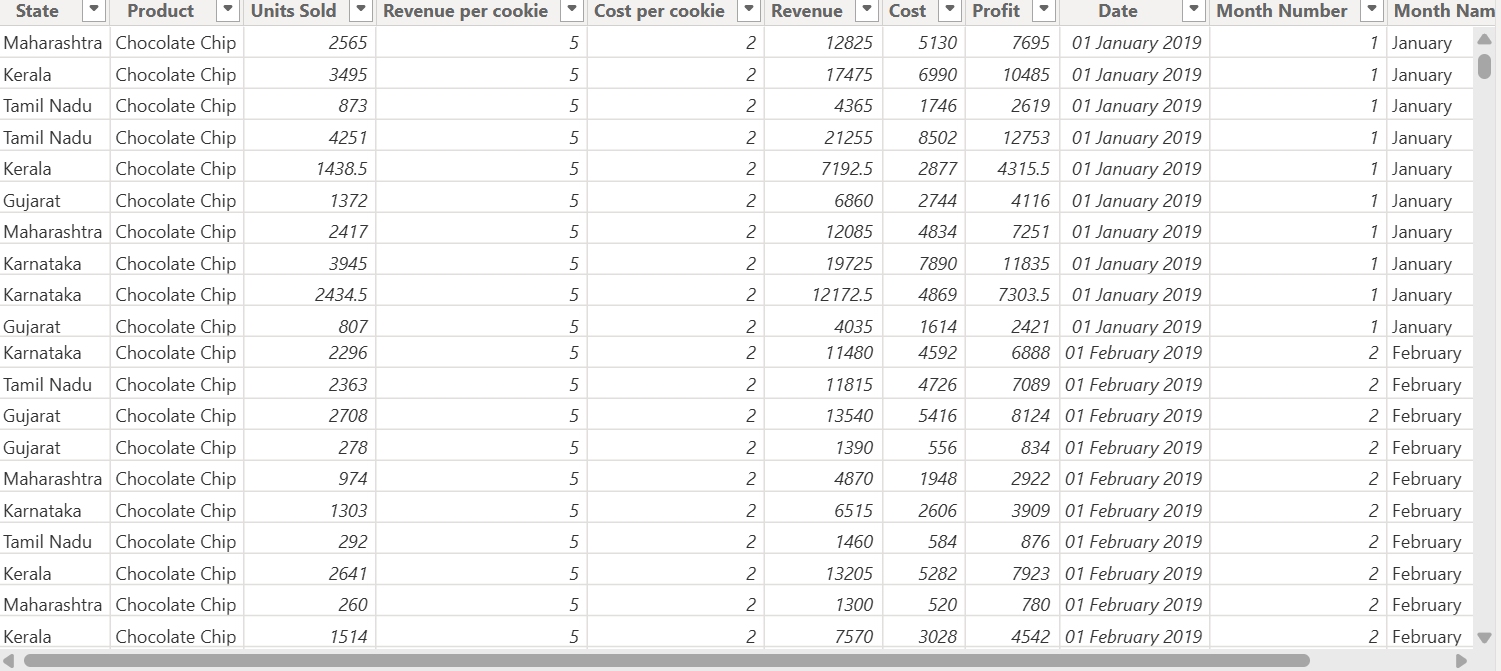 State Product Units Sold Revenue per cookie Cost per cookie Revenue Cost Profit Date Month Number Month Nam
Maharashtra Chocolate Chip 2565 5 2 12825 5130 7695 01 January 2019 1 January
Kerala Chocolate Chip 3495 5 2 17475 6990 10485 01 January 2019 1 January
Tamil Nadu Chocolate Chip 873 5 2 4365 1746 2619 01 January 2019 1 January
Tamil Nadu Chocolate Chip 4251 5 2 21255 8502 12753 01 January 2019 1 January
Kerala Chocolate Chip 1438.5 5 2 7192.5 2877 4315.5 01 January 2019 1 January
Gujarat Chocolate Chip 1372 5 2 6860 2744 4116 01 January 2019 1 January
Maharashtra Chocolate Chip 2417 5 2 12085 4834 7251 01 January 2019 1 January
Karnataka Chocolate Chip 3945 5 2 19725 7890 11835 01 January 2019 1 January
Karnataka Chocolate Chip 2434.5 5 2 12172.5 4869 7303.5 01 January 2019 1 January
Gujarat Chocolate Chip 807 5 2 4035 1614 2421 01 January 2019 1 January
Karnataka Chocolate Chip 2296 5 2 11480 4592 6888 01 February 2019 2 February
Tamil Nadu Chocolate Chip 2363 5 2 11815 4726 7089 01 February 2019 2 February
Gujarat Chocolate Chip 2708 5 2 13540 5416 8124 01 February 2019 2 February
Gujarat Chocolate Chip 278 5 2 1390 556 834 01 February 2019 2 February
Maharashtra Chocolate Chip 974 5 2 4870 1948 2922 01 February 2019 2 February
Karnataka Chocolate Chip 1303 5 2 6515 2606 3909 01 February 2019 2 February
Tamil Nadu Chocolate Chip 292 5 2 1460 584 876 01 February 2019 2 February
Kerala Chocolate Chip 2641 5 2 13205 5282 7923 01 February 2019 2 February
Maharashtra Chocolate Chip 260 5 2 1300 520 780 01 February 2019 2 February
Kerala Chocolate Chip 1514 5 2 7570 3028 4542 01 February 2019 2 February